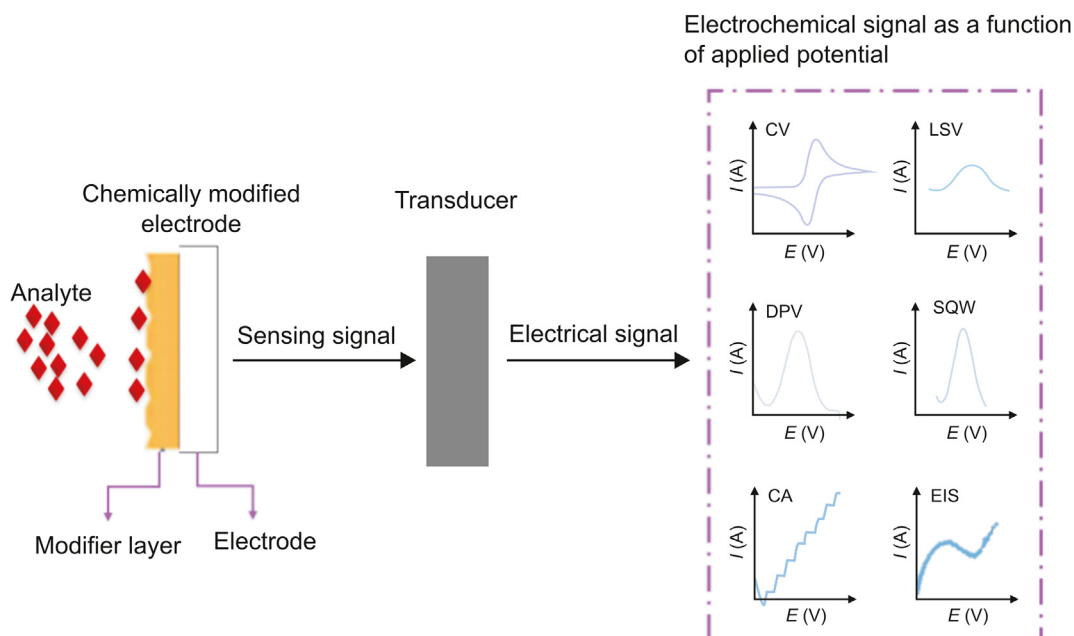 Electrochemical signal as a function
of applied potential
Chemically modified
electrode
Transducer
Analyte
Sensing signal
Electrical signal
Modifier layer
Electrode
CV
I (A)
E (V)
LSV
I (A)
E (V)
DPV
I (A)
E (V)
SQW
I (A)
E (V)
CA
I (A)
E (V)
EIS
I (A)
E (V)